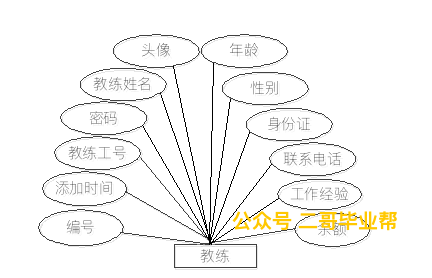 头像
年龄
教练姓名
性别
密码
身份证
教练工号
联系电话
添加时间
工作经验
公众号 二哥毕业帮
编号
余额
教练